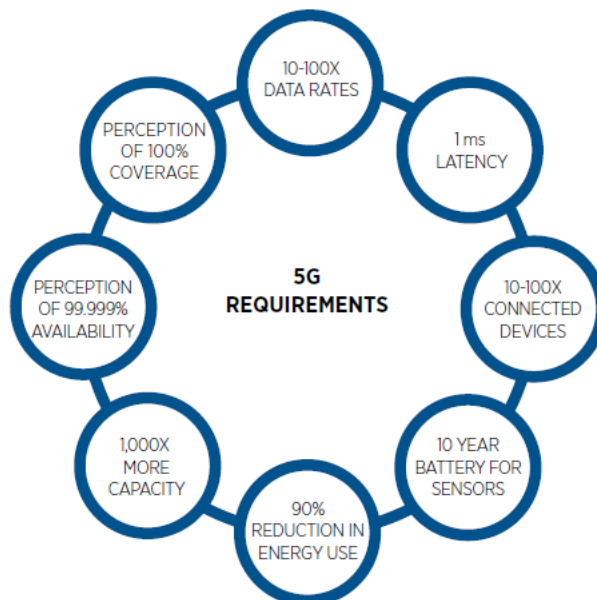 10-100X
DATA RATES
1 ms
LATENCY
10-100X
CONNECTED
DEVICES
10 YEAR
BATTERY FOR
SENSORS
90%
REDUCTION IN
ENERGY USE
1,000X
MORE
CAPACITY
PERCEPTION
OF 99.999%
AVAILABILITY
PERCEPTION
OF 100%
COVERAGE
5G
REQUIREMENTS